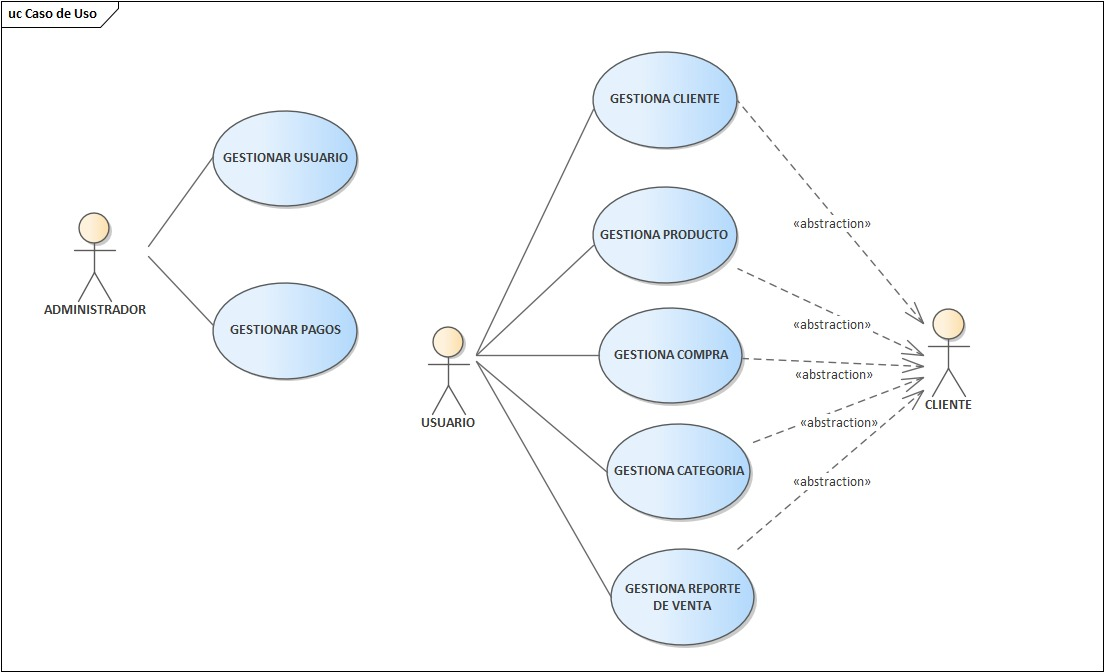 uc Caso de Uso
GESTIONA CLIENTE
GESTIONAR USUARIO
«abstraction»
GESTIONA PRODUCTO
ADMINISTRADOR
«abstraction»
GESTIONAR PAGOS
GESTIONA COMPRA
«abstraction»
CLIENTE
USUARIO
«abstraction»
GESTIONA CATEGORIA
«abstraction»
GESTIONA REPORTE
DE VENTA